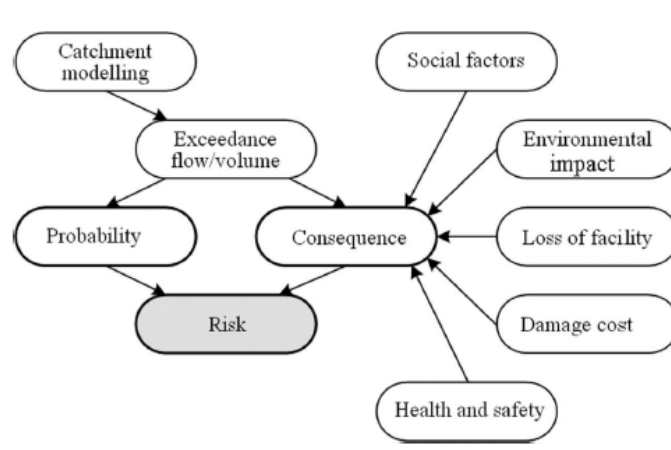 Catchment
modelling
Social factors
Exceedance
flow/volume
Environmental
impact
Probability
Consequence
Loss of facility
Risk
Damage cost
Health and safety